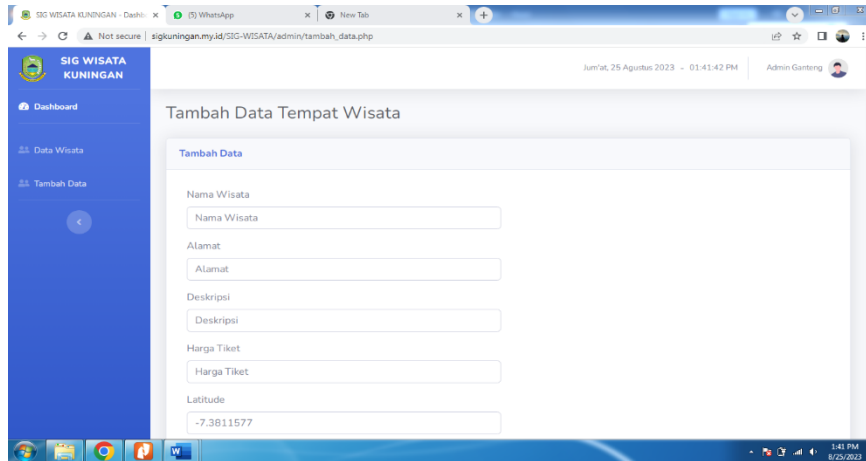 SIG WISATA KUNINGAN - Dashb
(5) WhatsApp
New Tab
Not secure | sigkuningan.my.id/SIG-WISATA/admin/tambah_data.php
SIG WISATA
KUNINGAN
Jum'at, 25 Agustus 2023 - 01:41:42 PM
Admin Ganteng
Dashboard
Data Wisata
Tambah Data
Tambah Data Tempat Wisata
Tambah Data
Nama Wisata
Nama Wisata
Alamat
Alamat
Deskripsi
Deskripsi
Harga Tiket
Harga Tiket
Latitude
-7.3811577
1:41 PM
8/25/2023